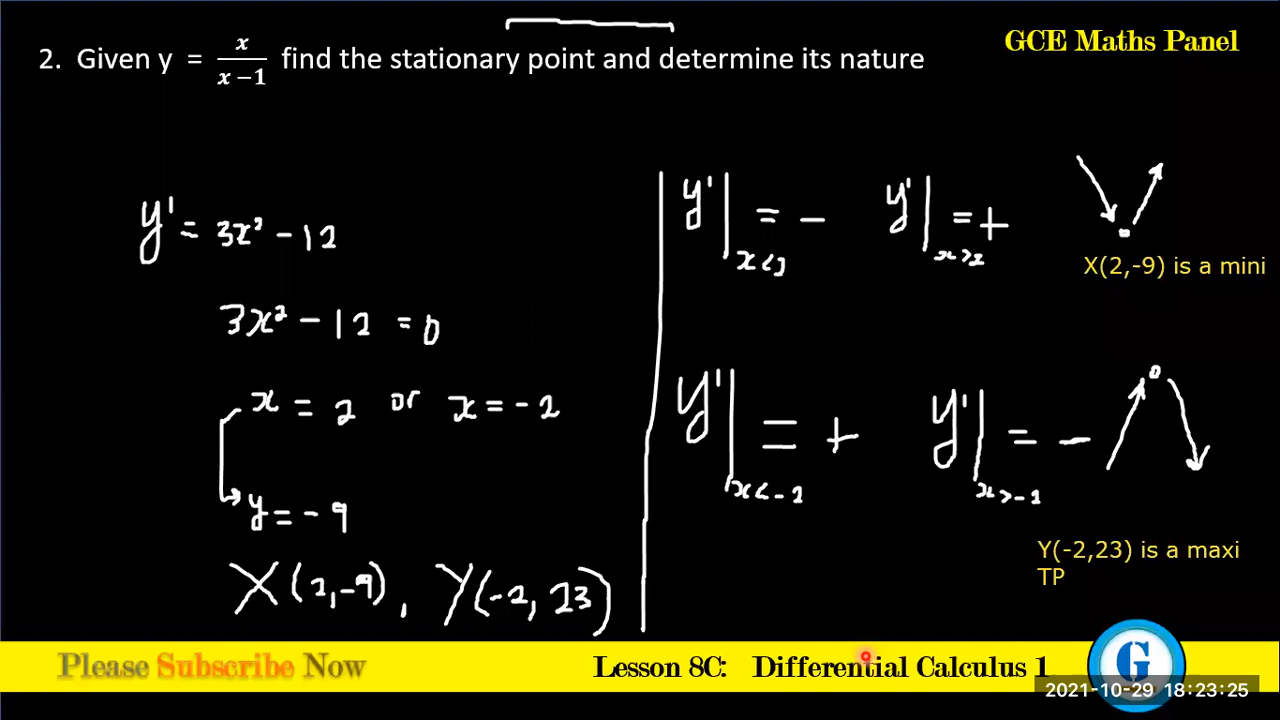 GCE Maths Panel
2. Given y = x/(x − 1) find the stationary point and determine its nature
y' = 3x² − 12
3x² − 12 = 0
x = 2 or x = −2
y = −9
X(2,−9), Y(−2, 23)
y'| = − y'| = +
x>2
X(2,-9) is a mini
y'| x<−2 = + y'| x>−2 = −
Y(-2,23) is a maxi
TP
Please Subscribe Now
Lesson 8C: Differential Calculus 1
G
2021-10-29 18:23:25